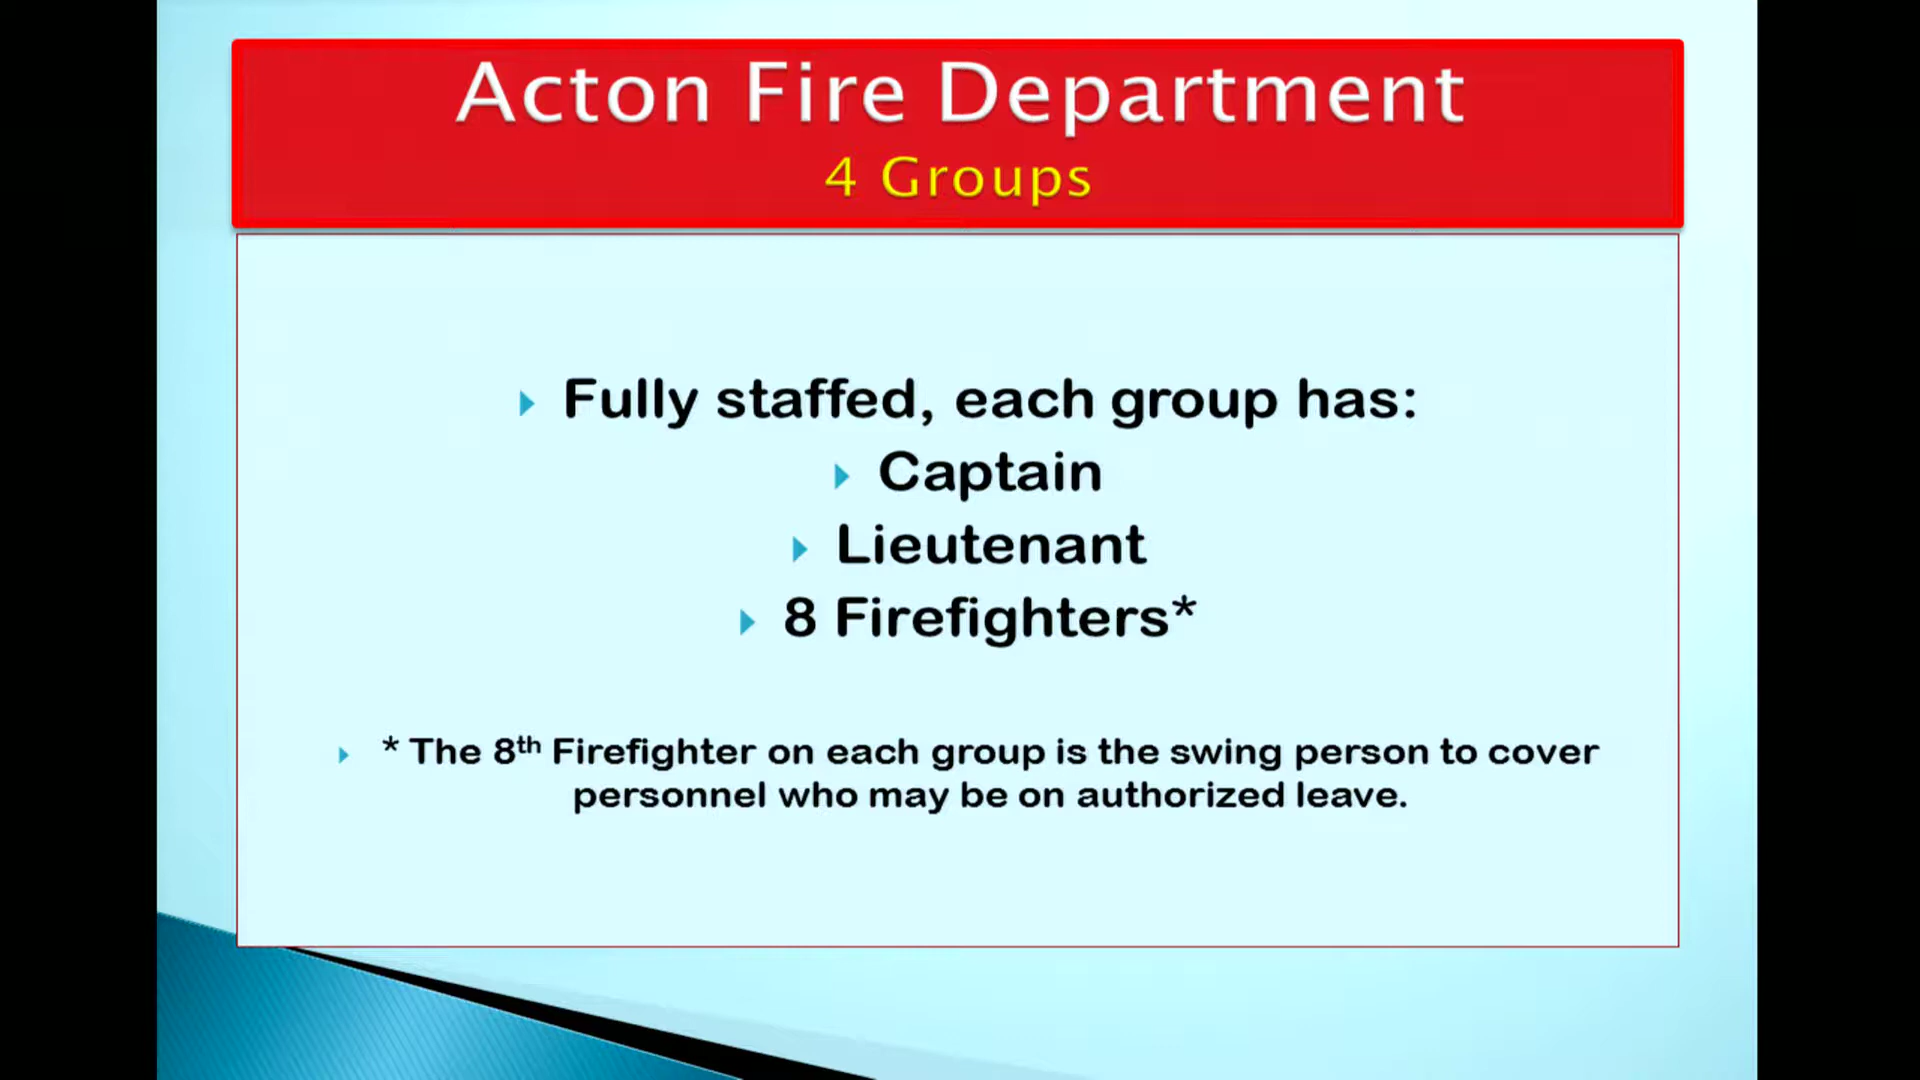 Acton Fire Department
4 Groups
Fully staffed, each group has:
Captain
Lieutenant
8 Firefighters*
* The 8th Firefighter on each group is the swing person to cover
personnel who may be on authorized leave.